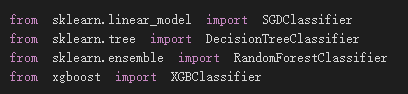 from sklearn.linear_model import SGDClassifier
from sklearn.tree import DecisionTreeClassifier
from sklearn.ensemble import RandomForestClassifier
from xgboost import XGBClassifier